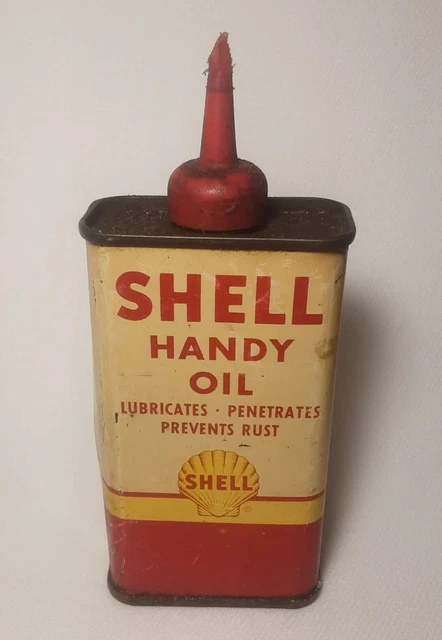 SHELL
HANDY
OIL
LUBRICATES · PENETRATES
PREVENTS RUST
SHELL